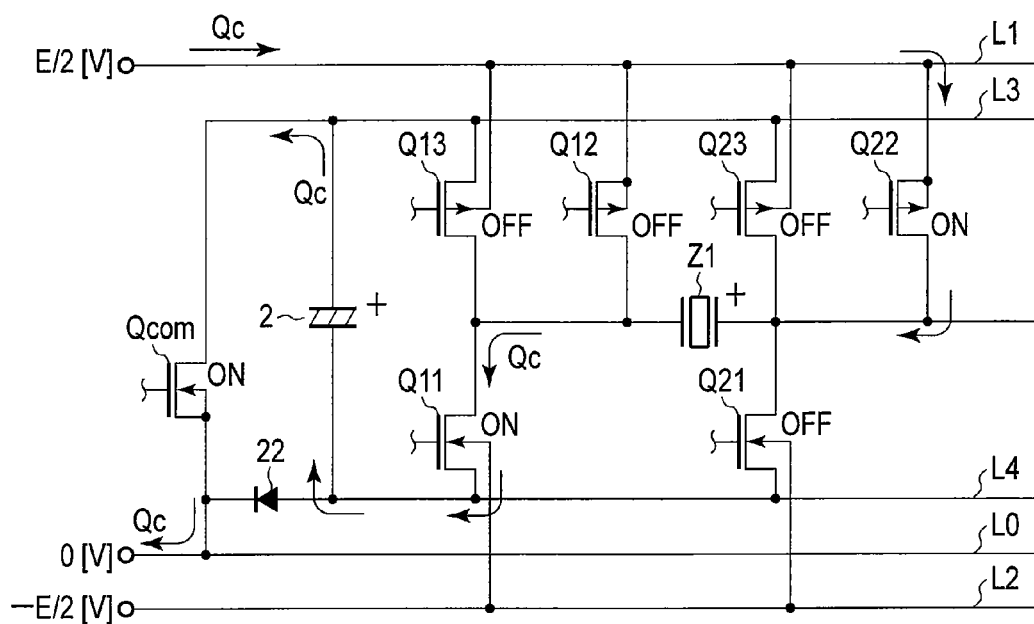 Qc
E/2 [V]
L1
L3
Q13
Q12
Q23
Q22
Qc
OFF
OFF
OFF
ON
Z1
+
2
+
Qcom
ON
Qc
Q11
ON
Q21
OFF
22
L4
Qc
L0
0 [V]
L2
−E/2 [V]